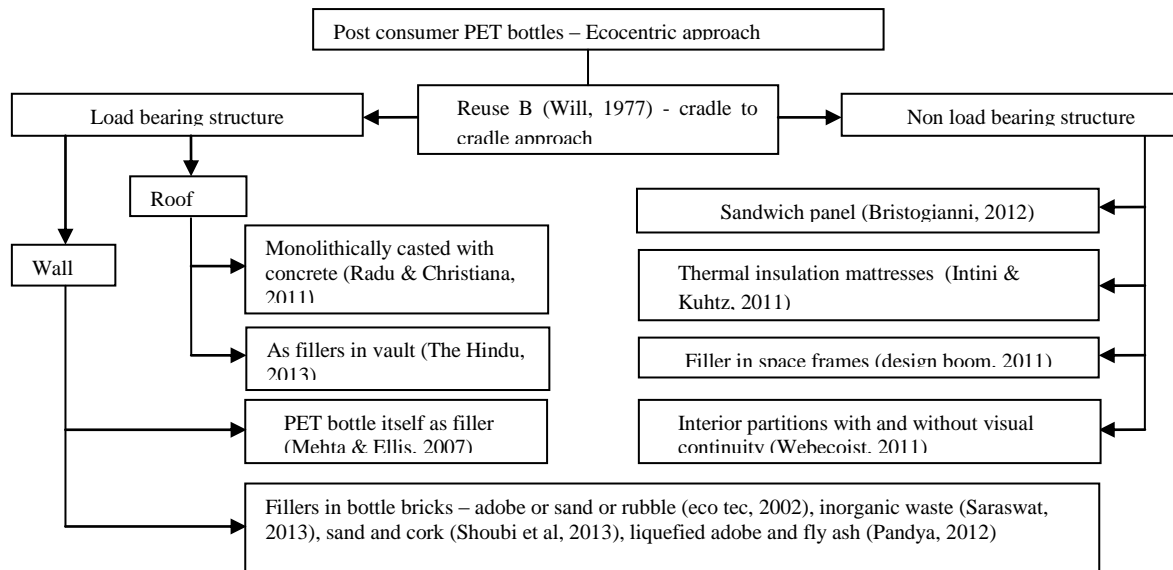 Post consumer PET bottles – Ecocentric approach
Load bearing structure
Reuse B (Will, 1977) - cradle to
cradle approach
Non load bearing structure
Roof
Wall
Monolithically casted with
concrete (Radu & Christiana,
2011)
As fillers in vault (The Hindu,
2013)
PET bottle itself as filler
(Mehta & Ellis, 2007)
Sandwich panel (Bristogianni, 2012)
Thermal insulation mattresses (Intini &
Kuhtz, 2011)
Filler in space frames (design boom, 2011)
Interior partitions with and without visual
continuity (Webecoist, 2011)
Fillers in bottle bricks – adobe or sand or rubble (eco tec, 2002), inorganic waste (Saraswat,
2013), sand and cork (Shoubi et al, 2013), liquefied adobe and fly ash (Pandya, 2012)